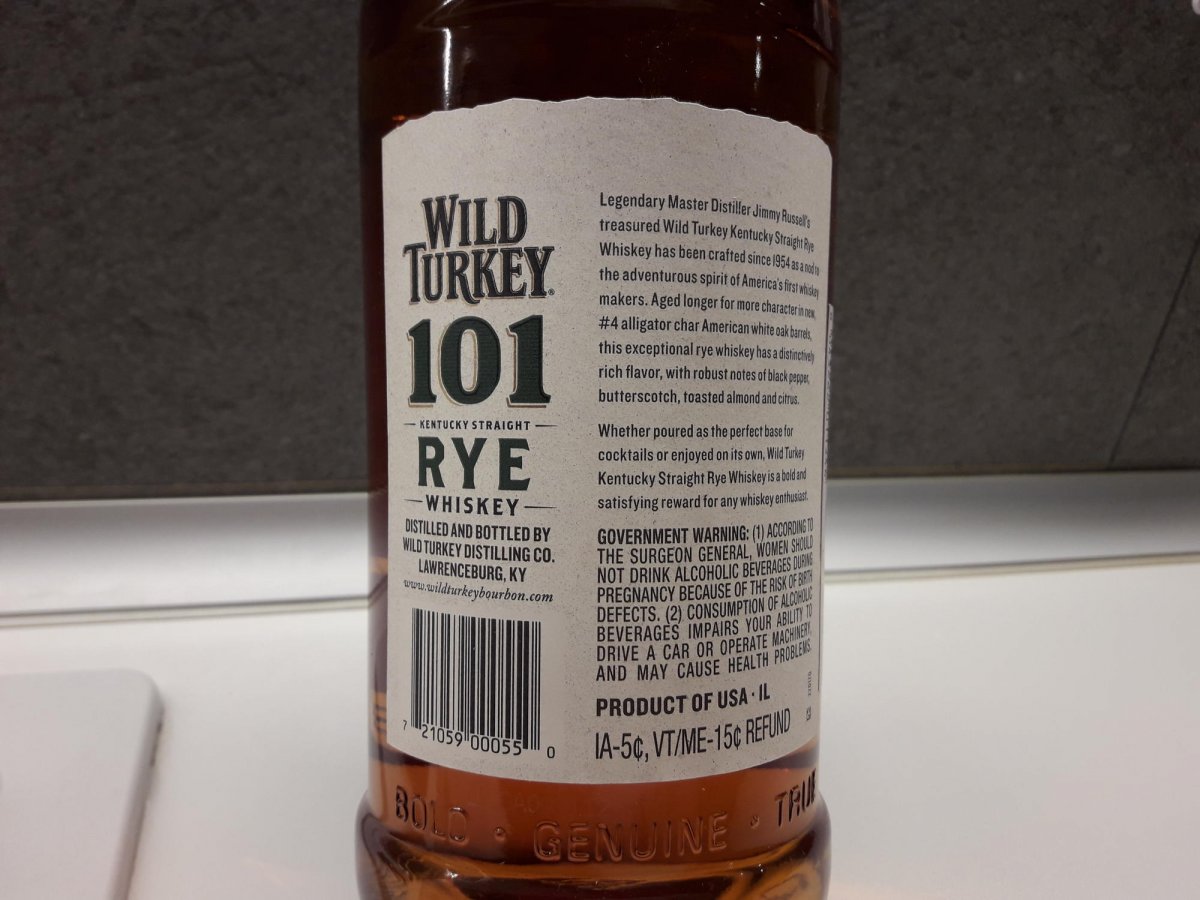 WILD
TURKEY®
101
KENTUCKY STRAIGHT
RYE
WHISKEY
DISTILLED AND BOTTLED BY
WILD TURKEY DISTILLING CO.
LAWRENCEBURG, KY
www.wildturkeybourbon.com
7 21059 00055 0
Legendary Master Distiller Jimmy Russell's
treasured Wild Turkey Kentucky Straight Rye
Whiskey has been crafted since 1954 as a nod to
the adventurous spirit of America's first whiskey
makers. Aged longer for more character in new,
#4 alligator char American white oak barrels,
this exceptional rye whiskey has a distinctively
rich flavor, with robust notes of black pepper,
butterscotch, toasted almond and citrus.
Whether poured as the perfect base for
cocktails or enjoyed on its own, Wild Turkey
Kentucky Straight Rye Whiskey is a bold and
satisfying reward for any whiskey enthusiast.
GOVERNMENT WARNING: (1) ACCORDING TO
THE SURGEON GENERAL, WOMEN SHOULD
NOT DRINK ALCOHOLIC BEVERAGES DURING
PREGNANCY BECAUSE OF THE RISK OF BIRTH
DEFECTS. (2) CONSUMPTION OF ALCOHOLIC
BEVERAGES IMPAIRS YOUR ABILITY TO
DRIVE A CAR OR OPERATE MACHINERY,
AND MAY CAUSE HEALTH PROBLEMS.
PRODUCT OF USA · IL
IA-5¢, VT/ME-15¢ REFUND
BOLD · GENUINE · TRUE